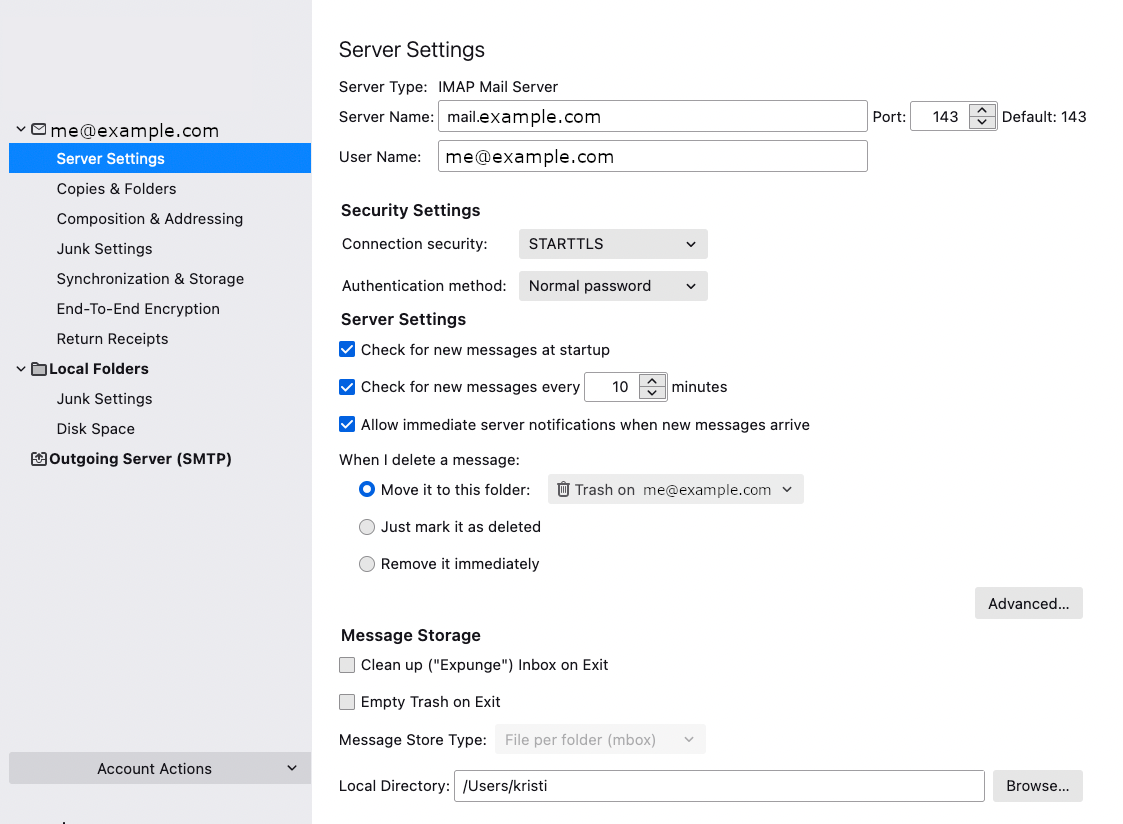 me@example.com
Server Settings
Copies & Folders
Composition & Addressing
Junk Settings
Synchronization & Storage
End-To-End Encryption
Return Receipts
Local Folders
Junk Settings
Disk Space
Outgoing Server (SMTP)
Account Actions
Server Settings
Server Type: IMAP Mail Server
Server Name: mail.example.com Port: 143 Default: 143
User Name: me@example.com
Security Settings
Connection security: STARTTLS
Authentication method: Normal password
Server Settings
Check for new messages at startup
Check for new messages every 10 minutes
Allow immediate server notifications when new messages arrive
When I delete a message:
Move it to this folder: Trash on me@example.com
Just mark it as deleted
Remove it immediately
Advanced...
Message Storage
Clean up ("Expunge") Inbox on Exit
Empty Trash on Exit
Message Store Type: File per folder (mbox)
Local Directory: /Users/kristi Browse...